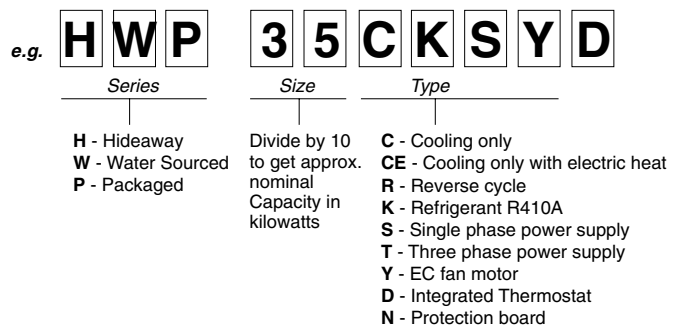 e.g. HWP 35CKSYD
Series Size Type
H - Hideaway
W - Water Sourced
P - Packaged
Divide by 10
to get approx.
nominal
Capacity in
kilowatts
C - Cooling only
CE - Cooling only with electric heat
R - Reverse cycle
K - Refrigerant R410A
S - Single phase power supply
T - Three phase power supply
Y - EC fan motor
D - Integrated Thermostat
N - Protection board